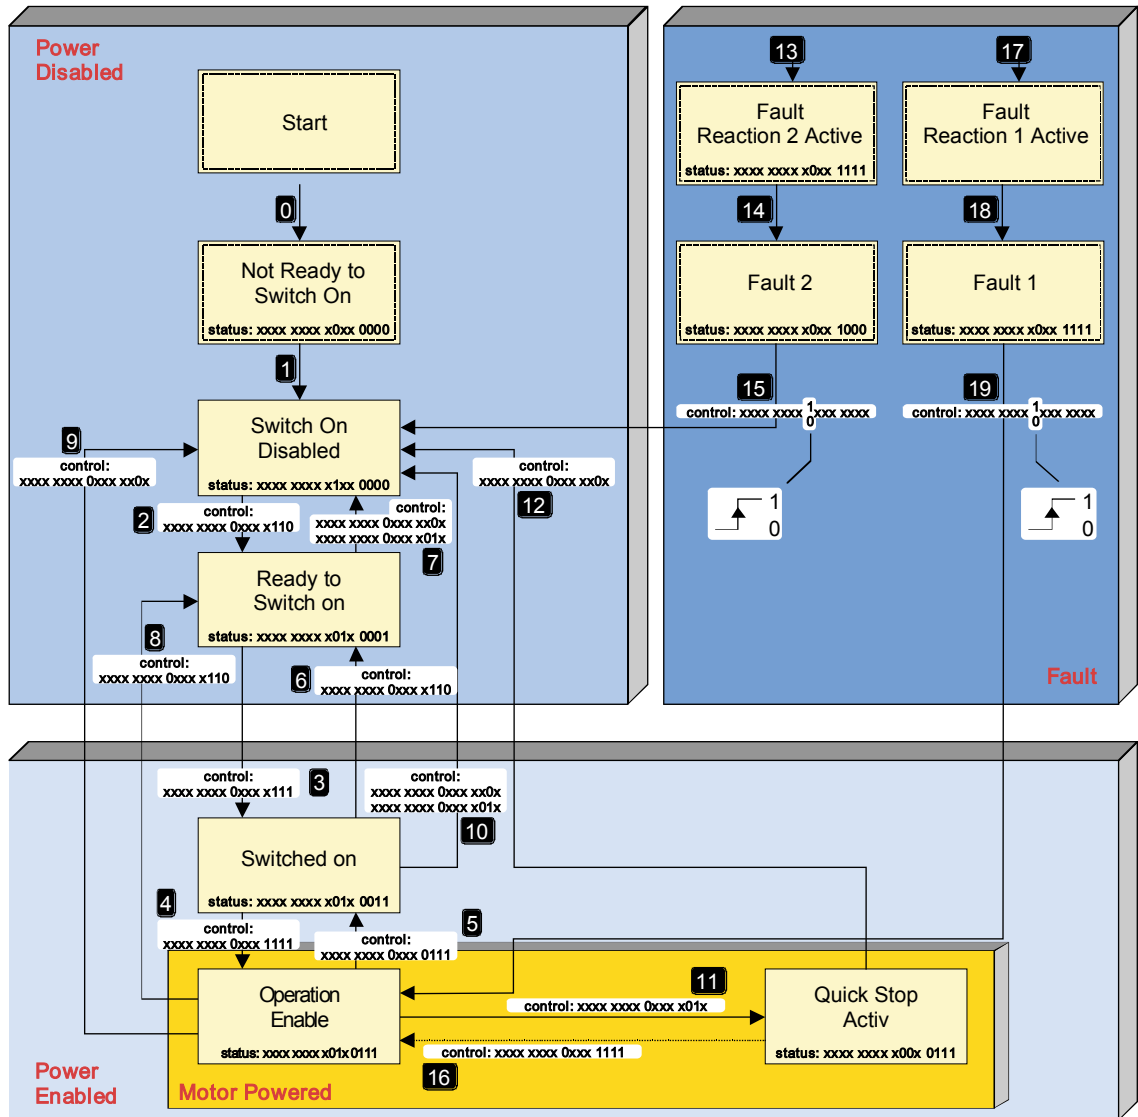 Power
Disabled
Start
0
Not Ready to
Switch On
status: xxxx xxxx x0xx 0000
1
Switch On
Disabled
status: xxxx xxxx x1xx 0000
9
control:
xxxx xxxx 0xxx xx0x
2
control:
xxxx xxxx 0xxx x110
control:
xxxx xxxx 0xxx xx0x
xxxx xxxx 0xxx x01x
7
control:
xxxx xxxx 0xxx xx0x
12
Ready to
Switch on
status: xxxx xxxx x01x 0001
8
control:
xxxx xxxx 0xxx x110
6
control:
xxxx xxxx 0xxx x110
13
Fault
Reaction 2 Active
status: xxxx xxxx x0xx 1111
14
Fault 2
status: xxxx xxxx x0xx 1000
15
control: xxxx xxxx 1 xxx xxxx
0
1
0
17
Fault
Reaction 1 Active
18
Fault 1
status: xxxx xxxx x0xx 1111
19
control: xxxx xxxx 1 xxx xxxx
0
1
0
Fault
control:
xxxx xxxx 0xxx x111
3
control:
xxxx xxxx 0xxx xx0x
xxxx xxxx 0xxx x01x
10
Switched on
status: xxxx xxxx x01x 0011
4
control:
xxxx xxxx 0xxx 1111
5
control:
xxxx xxxx 0xxx 0111
Operation
Enable
status: xxxx xxxx x01x 0111
11
control: xxxx xxxx 0xxx x01x
Quick Stop
Activ
status: xxxx xxxx x00x 0111
control: xxxx xxxx 0xxx 1111
16
Power
Enabled
Motor Powered